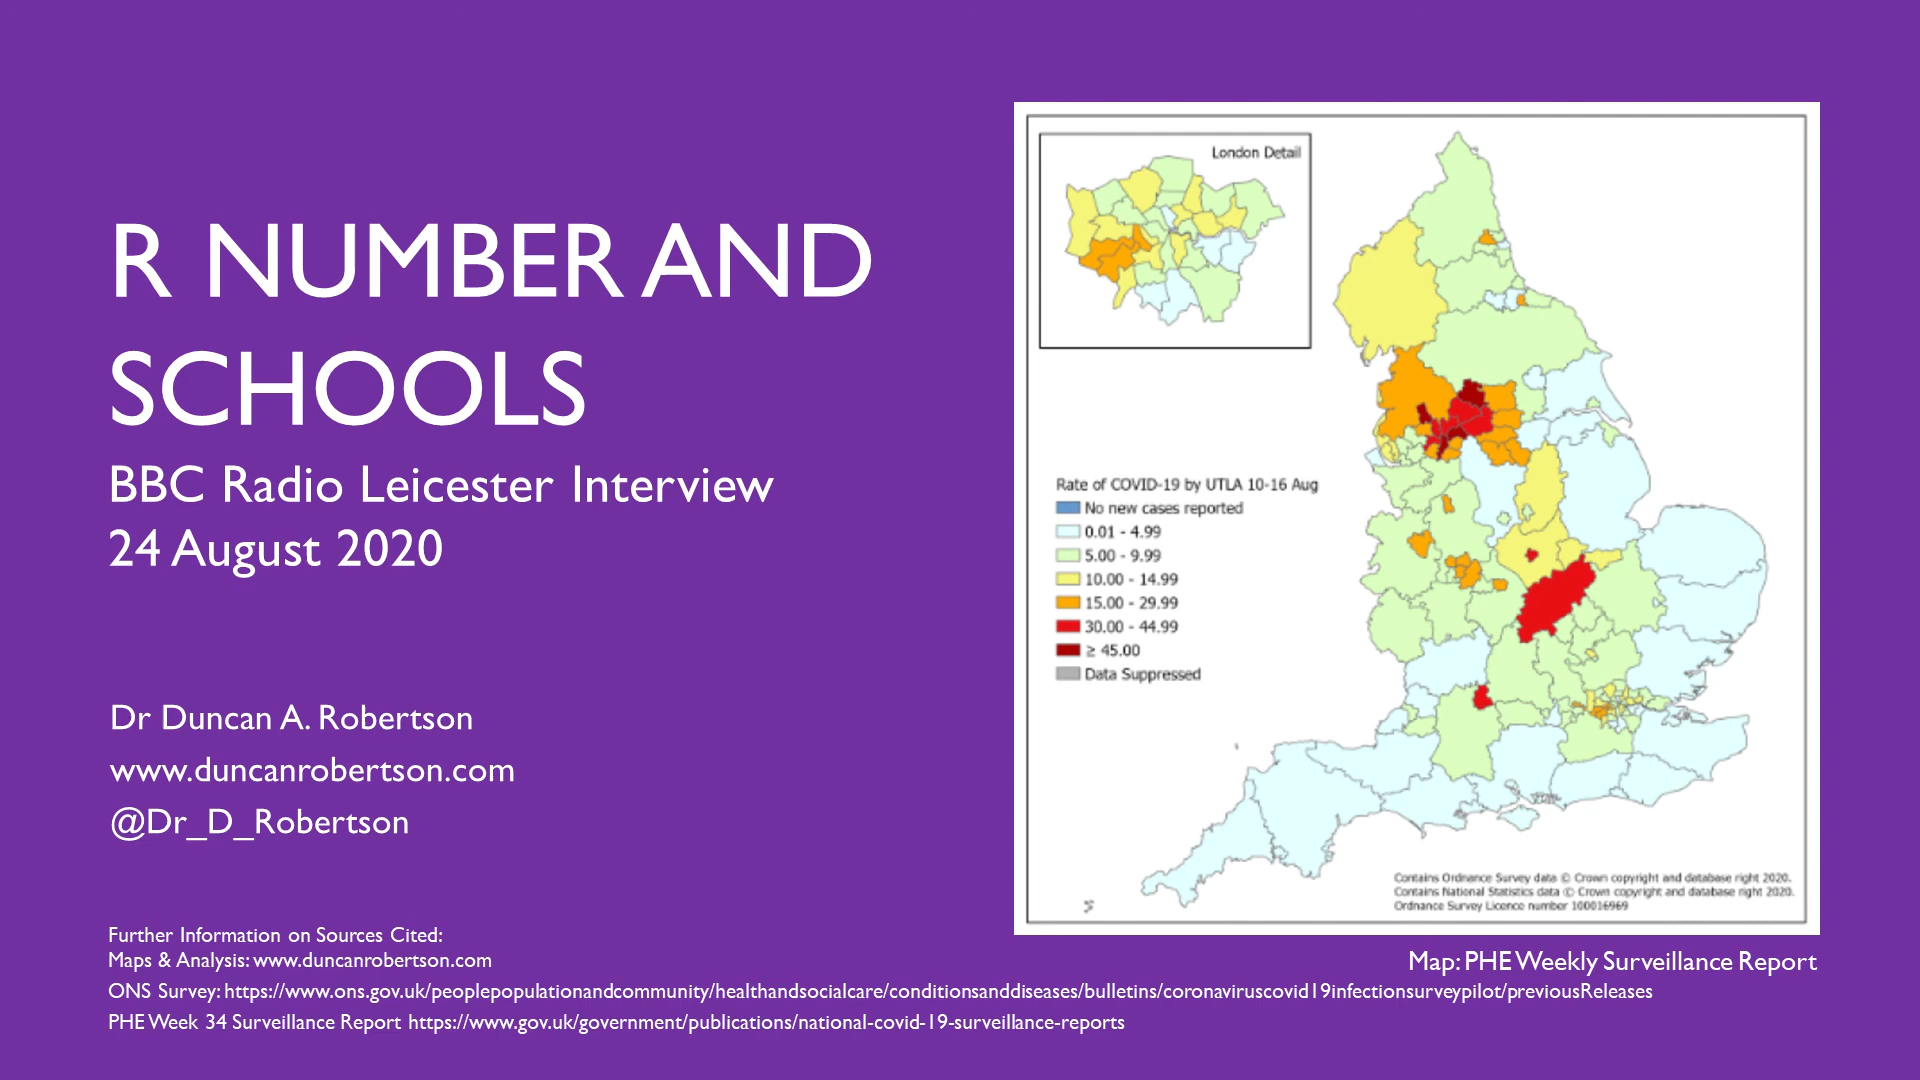 R NUMBER AND
SCHOOLS
BBC Radio Leicester Interview
24 August 2020
Dr Duncan A. Robertson
www.duncanrobertson.com
@Dr_D_Robertson
London Detail
Rate of COVID-19 by UTLA 10-16 Aug
No new cases reported
0.01 - 4.99
5.00 - 9.99
10.00 - 14.99
15.00 - 29.99
30.00 - 44.99
≥ 45.00
Data Suppressed
Contains Ordnance Survey data © Crown copyright and database right 2020.
Contains National Statistics data © Crown copyright and database right 2020.
Ordnance Survey Licence number 100016969
Map: PHE Weekly Surveillance Report
Further Information on Sources Cited:
Maps & Analysis: www.duncanrobertson.com
ONS Survey: https://www.ons.gov.uk/peoplepopulationandcommunity/healthandsocialcare/conditionsanddiseases/bulletins/coronaviruscovid19infectionsurveypilot/previousReleases
PHE Week 34 Surveillance Report https://www.gov.uk/government/publications/national-covid-19-surveillance-reports